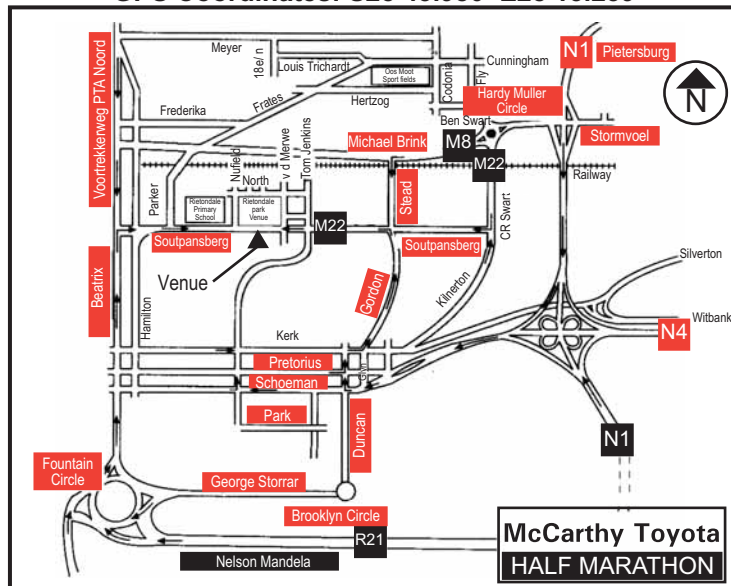 Meyer
18e/ n
Louis Trichardt
Cunningham
N1
Pietersburg
Voortrekkerweg PTA Noord
Oos Moot
Sport fields
Codonia
Fly
Frates
Hertzog
Hardy Muller
Circle
N
Frederika
Ben Swart
Michael Brink
M8
Stormvoel
Nufield
v d Merwe
Tom Jenkins
M22
Railway
North
Parker
Rietondale
Primary
School
Rietondale
park
Venue
Stead
CR Swart
M22
Soutpansberg
Soutpansberg
Silverton
Venue
Beatrix
Hamilton
Gordon
Kilnerton
Witbank
N4
Kerk
Pretorius
Schoeman
Park
Duncan
N1
Fountain
Circle
George Storrar
Brooklyn Circle
R21
Nelson Mandela
McCarthy Toyota
HALF MARATHON